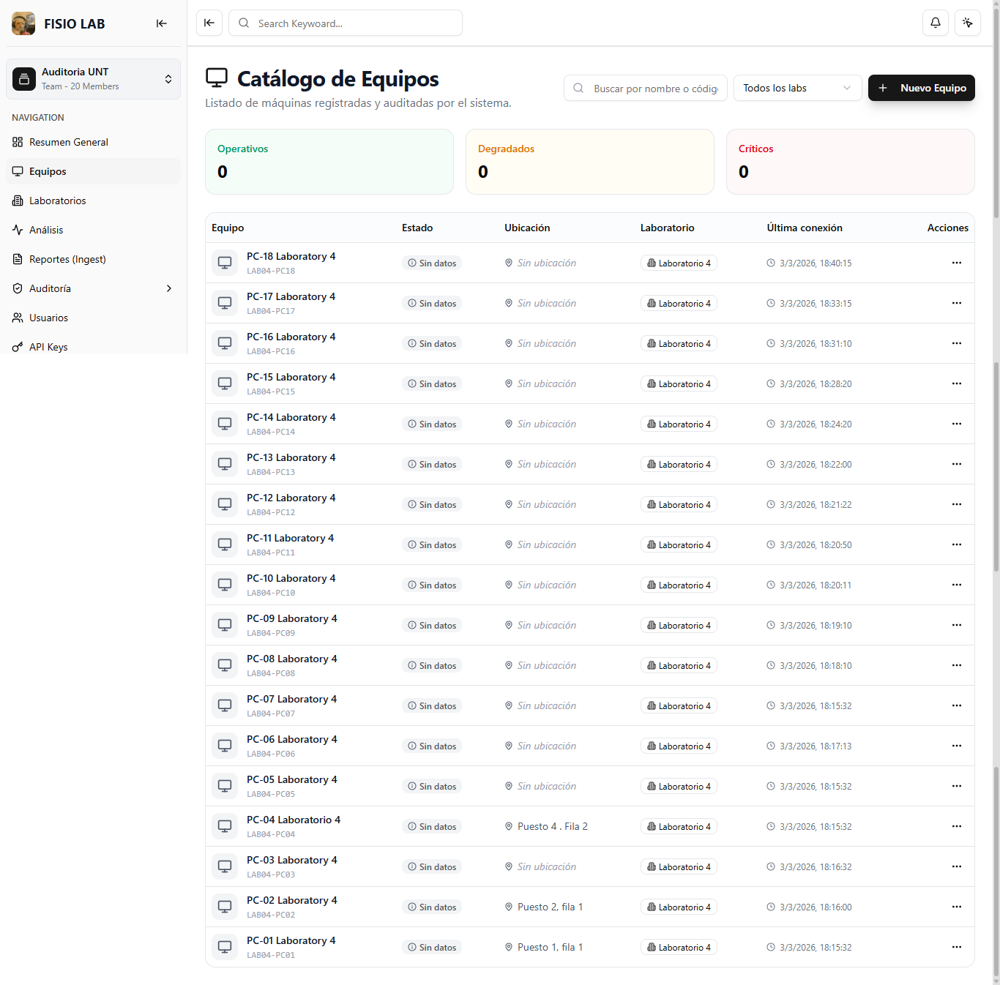 FISIO LAB
Search Keywoard...
Auditoria UNT
Team - 20 Members
NAVIGATION
Resumen General
Equipos
Laboratorios
Análisis
Reportes (Ingest)
Auditoría
Usuarios
API Keys
Catálogo de Equipos
Listado de máquinas registradas y auditadas por el sistema.
Buscar por nombre o códig
Todos los labs
Nuevo Equipo
Operativos
0
Degradados
0
Críticos
0
Equipo Estado Ubicación Laboratorio Última conexión Acciones
PC-18 Laboratory 4
LAB04-PC18
Sin datos Sin ubicación Laboratorio 4 3/3/2026, 18:40:15
PC-17 Laboratory 4
LAB04-PC17
Sin datos Sin ubicación Laboratorio 4 3/3/2026, 18:33:15
PC-16 Laboratory 4
LAB04-PC16
Sin datos Sin ubicación Laboratorio 4 3/3/2026, 18:31:10
PC-15 Laboratory 4
LAB04-PC15
Sin datos Sin ubicación Laboratorio 4 3/3/2026, 18:28:20
PC-14 Laboratory 4
LAB04-PC14
Sin datos Sin ubicación Laboratorio 4 3/3/2026, 18:24:20
PC-13 Laboratory 4
LAB04-PC13
Sin datos Sin ubicación Laboratorio 4 3/3/2026, 18:22:00
PC-12 Laboratory 4
LAB04-PC12
Sin datos Sin ubicación Laboratorio 4 3/3/2026, 18:21:22
PC-11 Laboratory 4
LAB04-PC11
Sin datos Sin ubicación Laboratorio 4 3/3/2026, 18:20:50
PC-10 Laboratory 4
LAB04-PC10
Sin datos Sin ubicación Laboratorio 4 3/3/2026, 18:20:11
PC-09 Laboratory 4
LAB04-PC09
Sin datos Sin ubicación Laboratorio 4 3/3/2026, 18:19:10
PC-08 Laboratory 4
LAB04-PC08
Sin datos Sin ubicación Laboratorio 4 3/3/2026, 18:18:10
PC-07 Laboratory 4
LAB04-PC07
Sin datos Sin ubicación Laboratorio 4 3/3/2026, 18:15:32
PC-06 Laboratory 4
LAB04-PC06
Sin datos Sin ubicación Laboratorio 4 3/3/2026, 18:17:13
PC-05 Laboratory 4
LAB04-PC05
Sin datos Sin ubicación Laboratorio 4 3/3/2026, 18:15:32
PC-04 Laboratorio 4
LAB04-PC04
Sin datos Puesto 4 . Fila 2 Laboratorio 4 3/3/2026, 18:15:32
PC-03 Laboratory 4
LAB04-PC03
Sin datos Sin ubicación Laboratorio 4 3/3/2026, 18:16:32
PC-02 Laboratory 4
LAB04-PC02
Sin datos Puesto 2, fila 1 Laboratorio 4 3/3/2026, 18:16:00
PC-01 Laboratory 4
LAB04-PC01
Sin datos Puesto 1, fila 1 Laboratorio 4 3/3/2026, 18:15:32